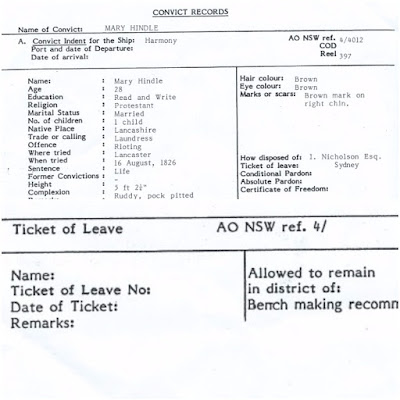 CONVICT RECORDS
Name of Convict: MARY HINDLE
A. Convict Indent for the Ship: Harmony AO NSW ref. 4/4012
Port and date of Departure: COD
Date of arrival: Reel 397
Name: : Mary Hindle
Age : 28
Education : Read and Write
Religion : Protestant
Marital Status : Married
No. of children : 1 child
Native Place : Lancashire
Trade or calling : Laundress
Offence : Rioting
Where tried : Lancaster
When tried : 16 August, 1826
Sentence : Life
Former Convictions : -
Height : 5 ft 2½"
Complexion : Ruddy, pock pitted
Hair colour: Brown
Eye colour: Brown
Marks or scars: Brown mark on
right chin.
How disposed of: I. Nicholson Esq.
Ticket of leave: Sydney
Conditional Pardon:
Absolute Pardon:
Certificate of Freedom:
Ticket of Leave AO NSW ref. 4/
Name:
Ticket of Leave No:
Date of Ticket:
Remarks:
Allowed to remain
in district of:
Bench making recomm